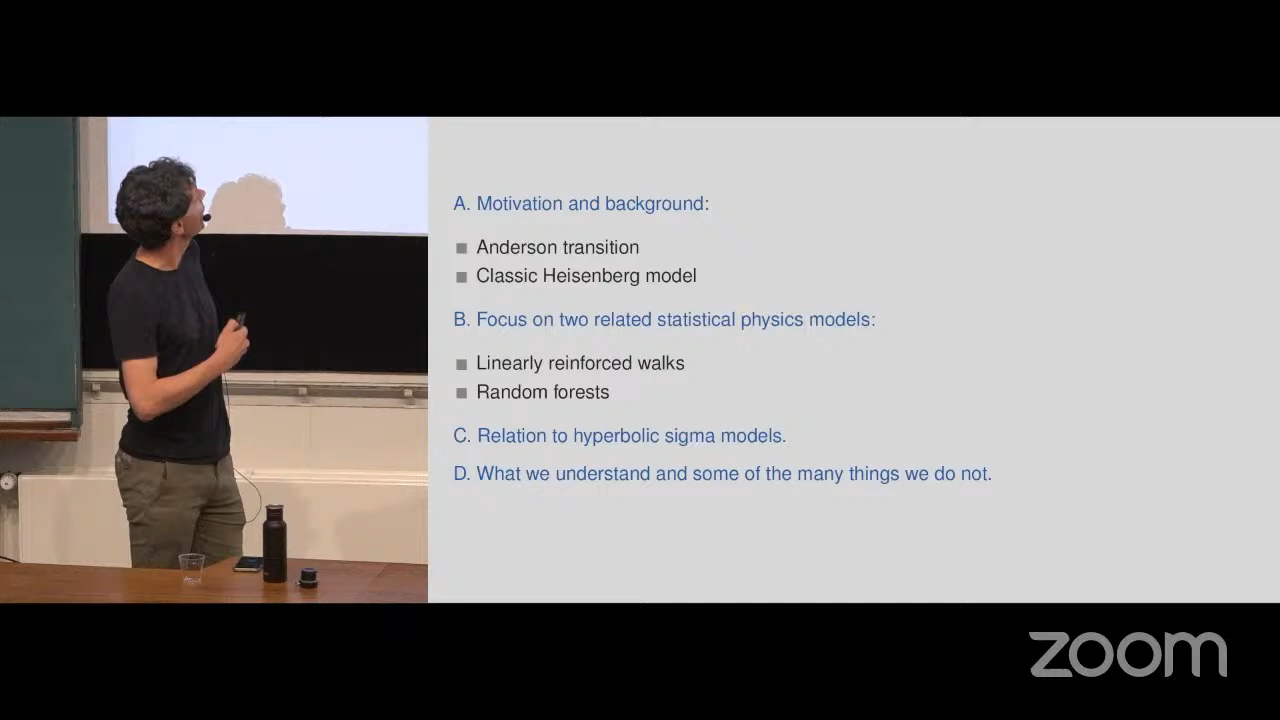 A. Motivation and background:
Anderson transition
Classic Heisenberg model
B. Focus on two related statistical physics models:
Linearly reinforced walks
Random forests
C. Relation to hyperbolic sigma models.
D. What we understand and some of the many things we do not.
zoom